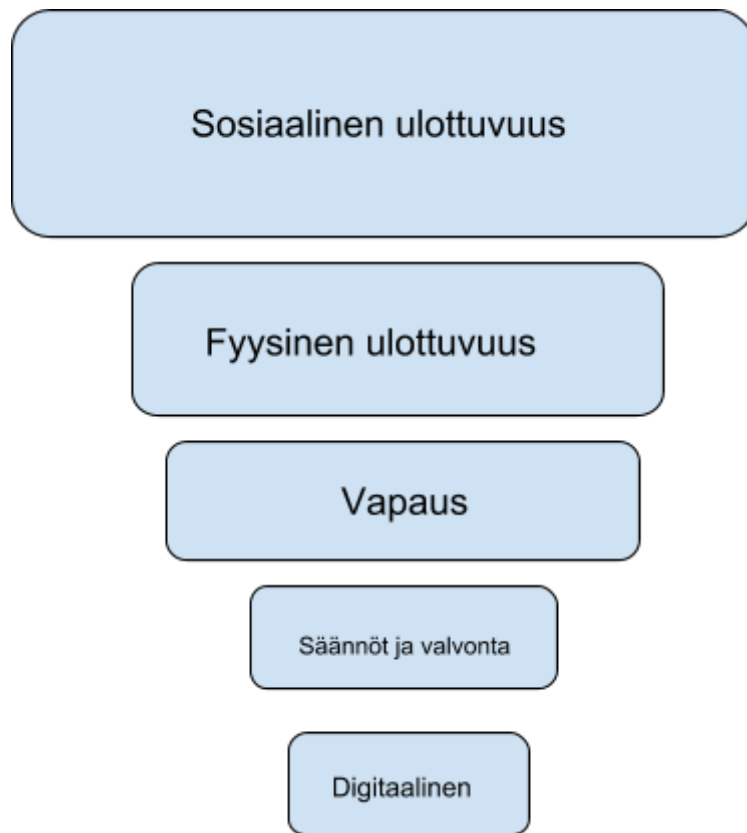 Sosiaalinen ulottuvuus
Fyysinen ulottuvuus
Vapaus
Säännöt ja valvonta
Digitaalinen